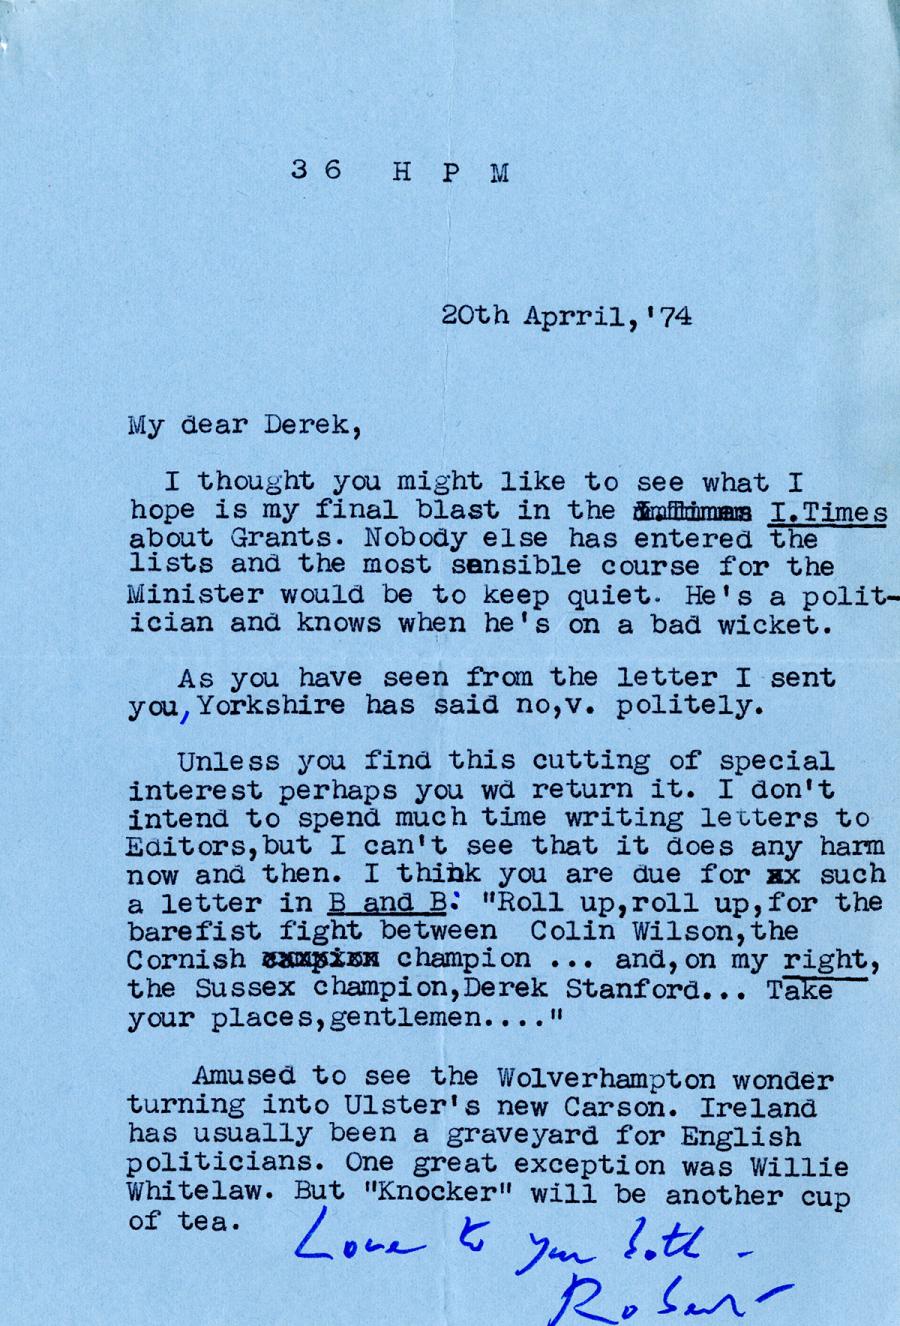 36 H P M
20th Aprril,'74
My dear Derek,
I thought you might like to see what I
hope is my final blast in the I.Times
about Grants. Nobody else has entered the
lists and the most sensible course for the
Minister would be to keep quiet. He's a polit-
ician and knows when he's on a bad wicket.
As you have seen from the letter I sent
you,Yorkshire has said no,v. politely.
Unless you find this cutting of special
interest perhaps you wd return it. I don't
intend to spend much time writing letters to
Editors,but I can't see that it does any harm
now and then. I think you are due for such
a letter in B and B: "Roll up,roll up,for the
barefist fight between Colin Wilson,the
Cornish champion ... and,on my right,
the Sussex champion,Derek Stanford... Take
your places,gentlemen...."
Amused to see the Wolverhampton wonder
turning into Ulster's new Carson. Ireland
has usually been a graveyard for English
politicians. One great exception was Willie
Whitelaw. But "Knocker" will be another cup
of tea.
Love to you both -
Robert